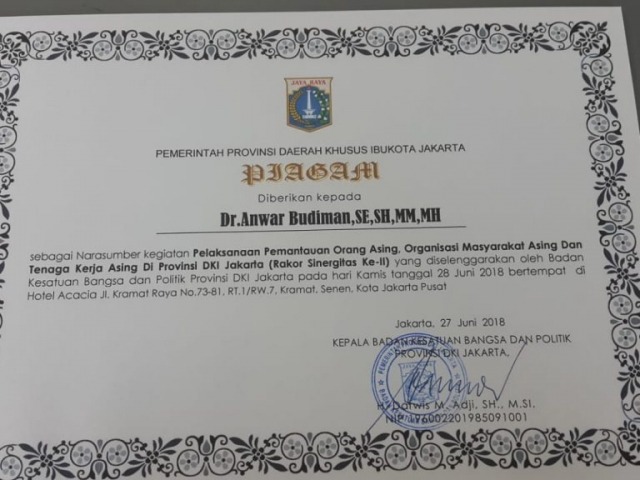 JAYA RAYA
PEMERINTAH PROVINSI DAERAH KHUSUS IBUKOTA JAKARTA
PIAGAM
Diberikan kepada
Dr.Anwar Budiman,SE,SH,MM,MH
sebagai Narasumber kegiatan Pelaksanaan Pemantauan Orang Asing, Organisasi Masyarakat Asing Dan
Tenaga Kerja Asing Di Provinsi DKI Jakarta (Rakor Sinergitas Ke-II) yang diselenggarakan oleh Badan
Kesatuan Bangsa dan Politik Provinsi DKI Jakarta pada hari Kamis tanggal 28 Juni 2018 bertempat di
Hotel Acacia Jl. Kramat Raya No.73-81, RT.1/RW.7, Kramat, Senen, Kota Jakarta Pusat
Jakarta, 27 Juni 2018
KEPALA BADAN KESATUAN BANGSA DAN POLITIK
PROVINSI DKI JAKARTA,
H. Darwis M. Adji, SH., M.SI.
NIP 196002201985091001